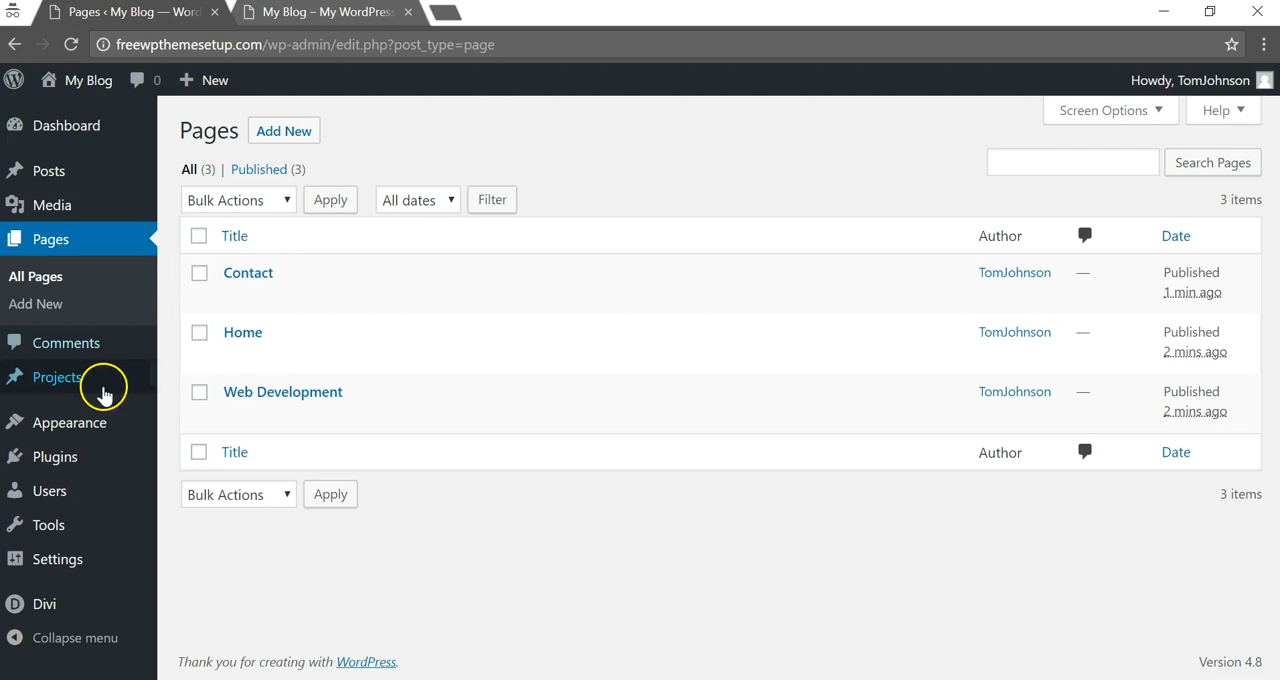 Pages ‹ My Blog — Word
My Blog – My WordPres
freewpthemesetup.com/wp-admin/edit.php?post_type=page
My Blog 0 New Howdy, TomJohnson
Dashboard
Posts
Media
Pages
All Pages
Add New
Comments
Projects
Appearance
Plugins
Users
Tools
Settings
Divi
Collapse menu
Screen Options Help
Pages Add New
All (3) | Published (3)
Search Pages
Bulk Actions Apply All dates Filter 3 items
Title Author Date
Contact TomJohnson — Published
1 min ago
Home TomJohnson — Published
2 mins ago
Web Development TomJohnson — Published
2 mins ago
Title Author Date
Bulk Actions Apply 3 items
Thank you for creating with WordPress. Version 4.8